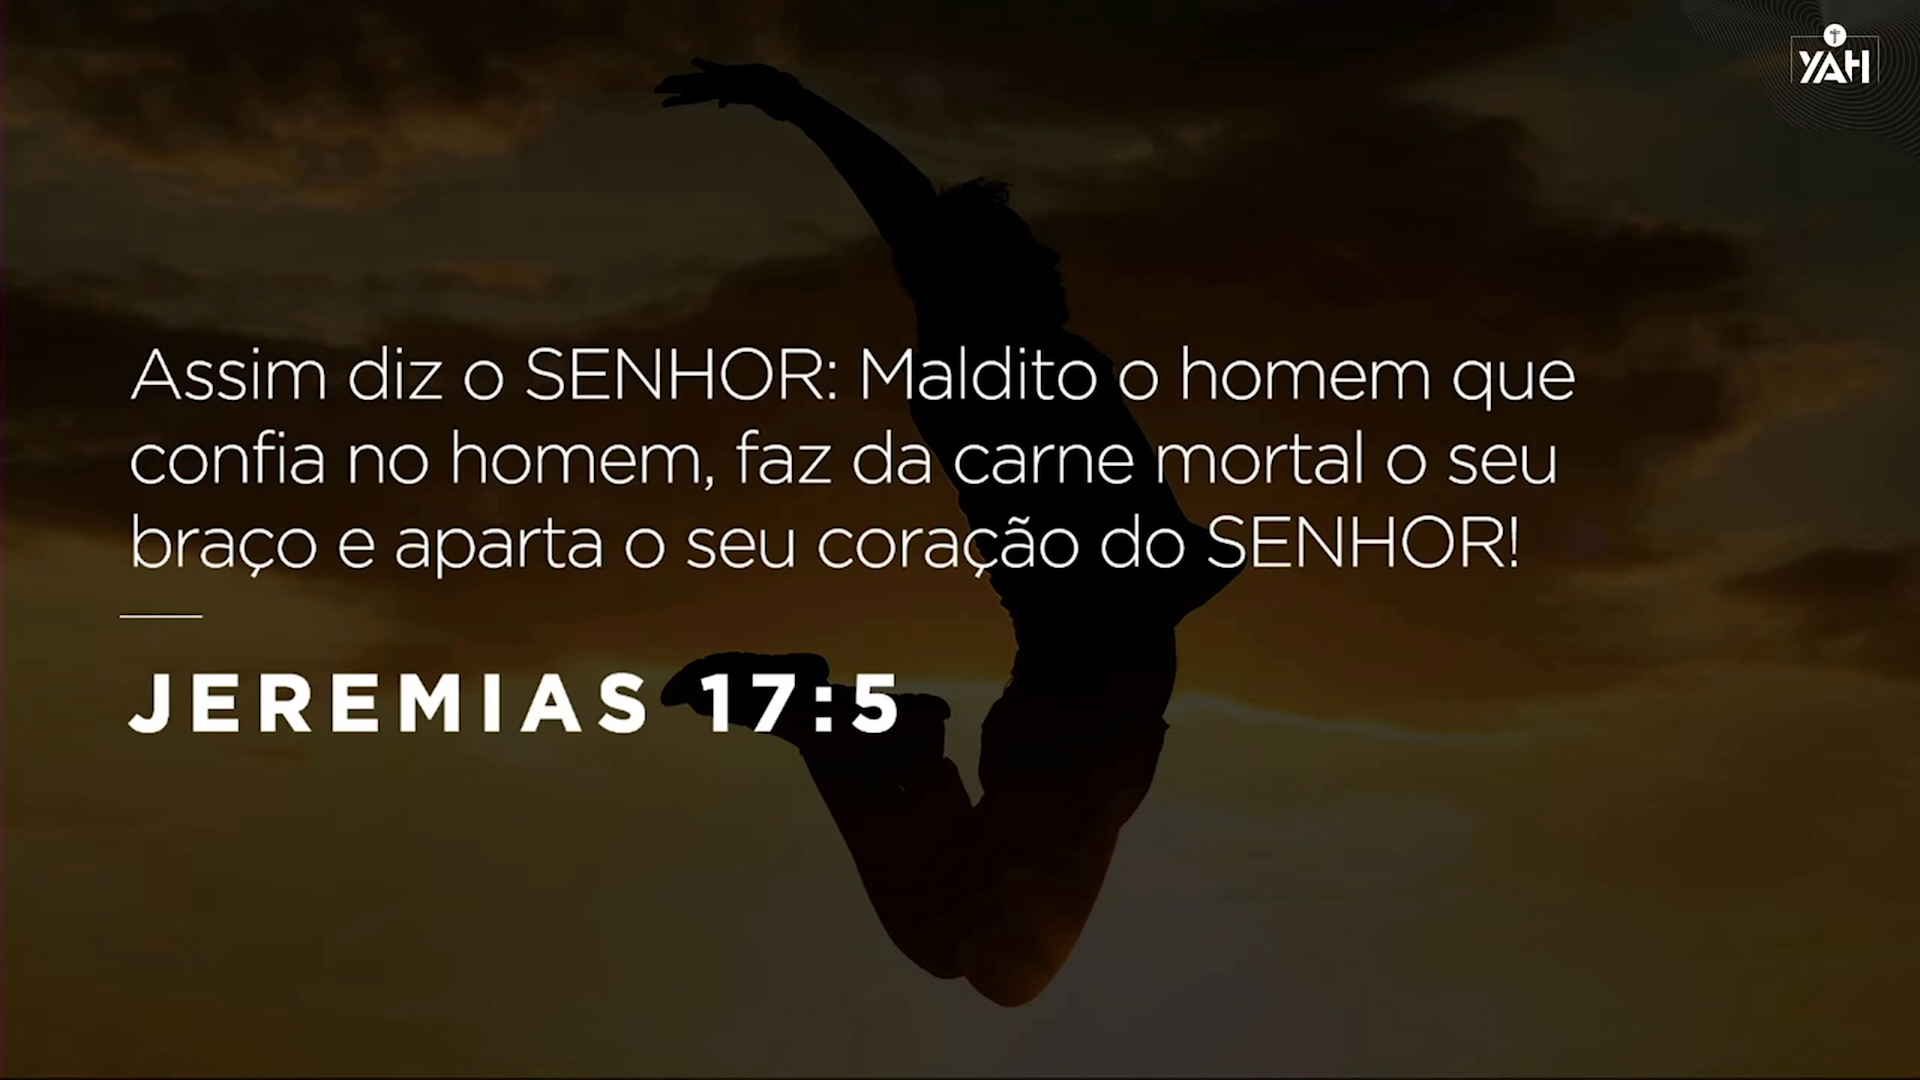 YAH
Assim diz o SENHOR: Maldito o homem que
confia no homem, faz da carne mortal o seu
braço e aparta o seu coração do SENHOR!
JEREMIAS 17:5